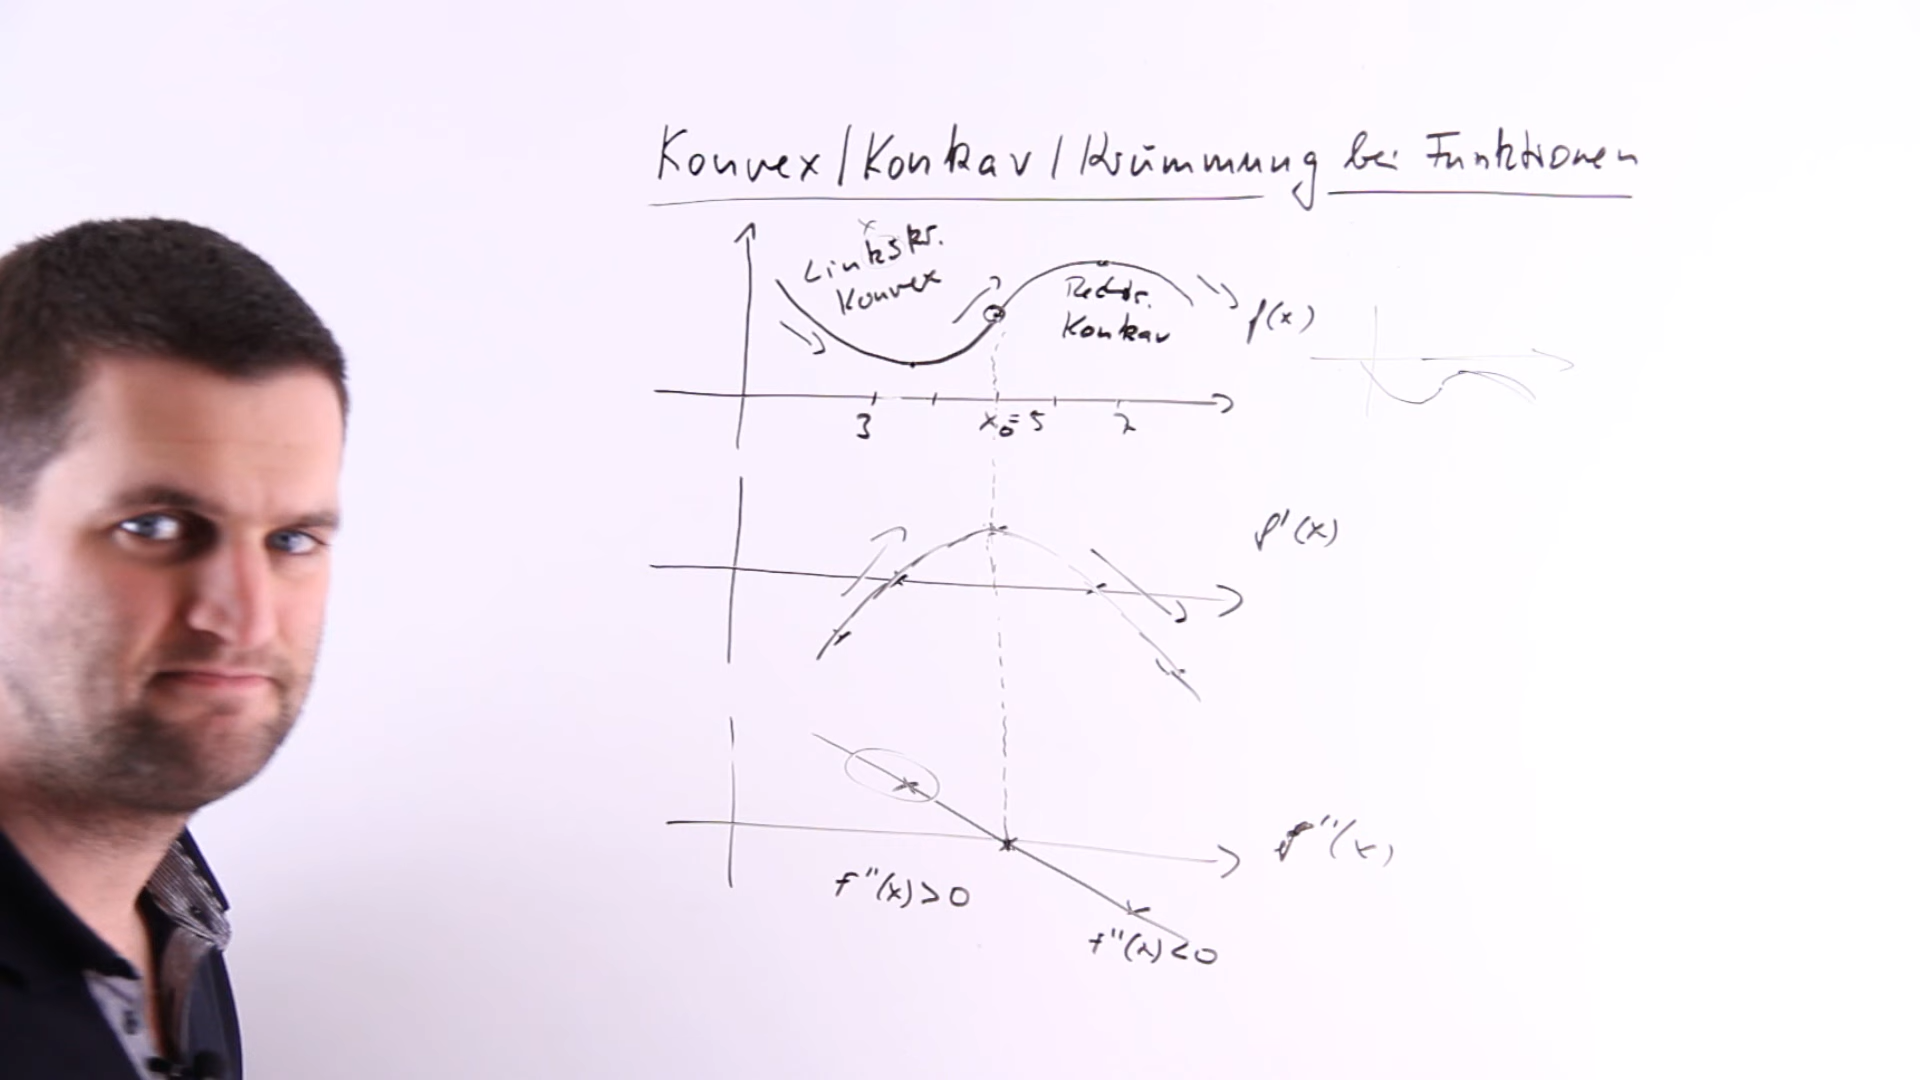 Konvex/Konkav/Krümmung bei Funktionen
x
Linkskr.
Konvex
Rechtskr.
Konkav
f(x)
3 x₀=5 7
f'(x)
f''(x)
f''(x)>0
f''(x)<0